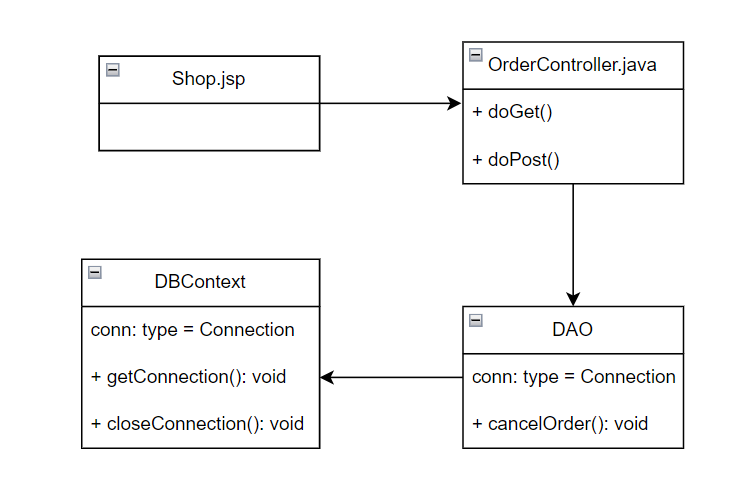 Shop.jsp
OrderController.java
+ doGet()
+ doPost()
DBContext
conn: type = Connection
+ getConnection(): void
+ closeConnection(): void
DAO
conn: type = Connection
+ cancelOrder(): void